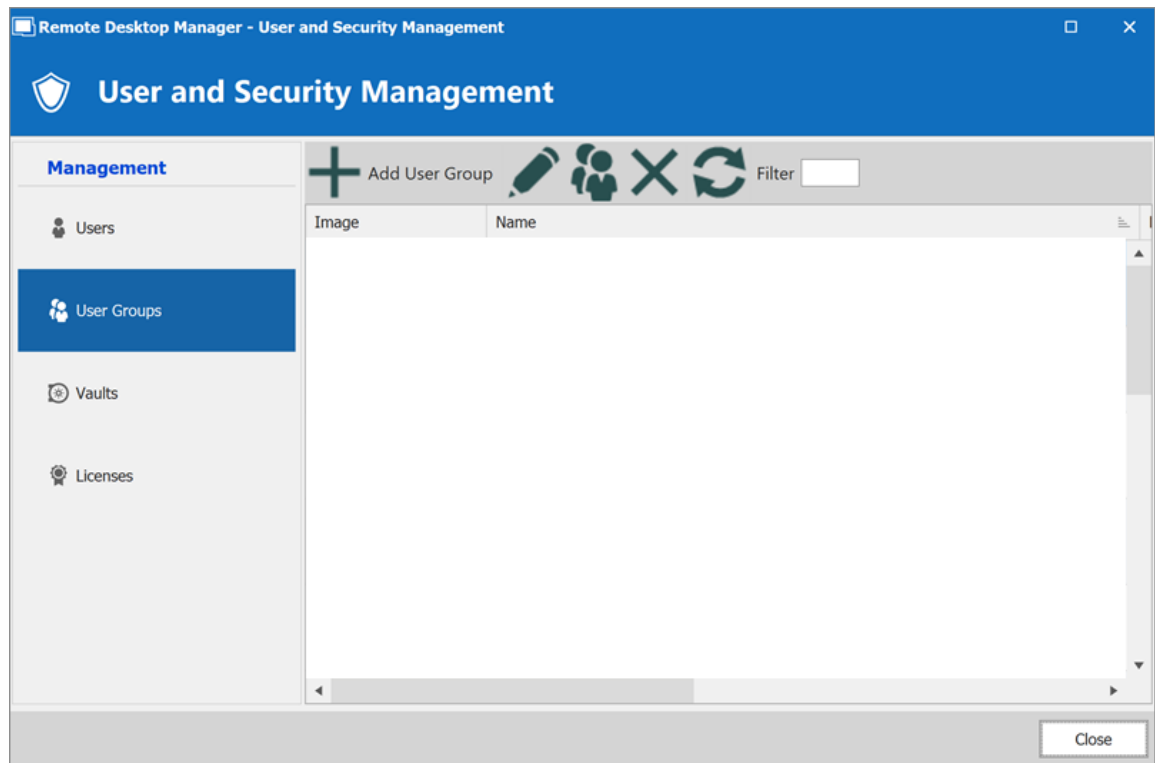 Remote Desktop Manager - User and Security Management
User and Security Management
Management
Add User Group
Filter
Image
Name
Users
User Groups
Vaults
Licenses
Close